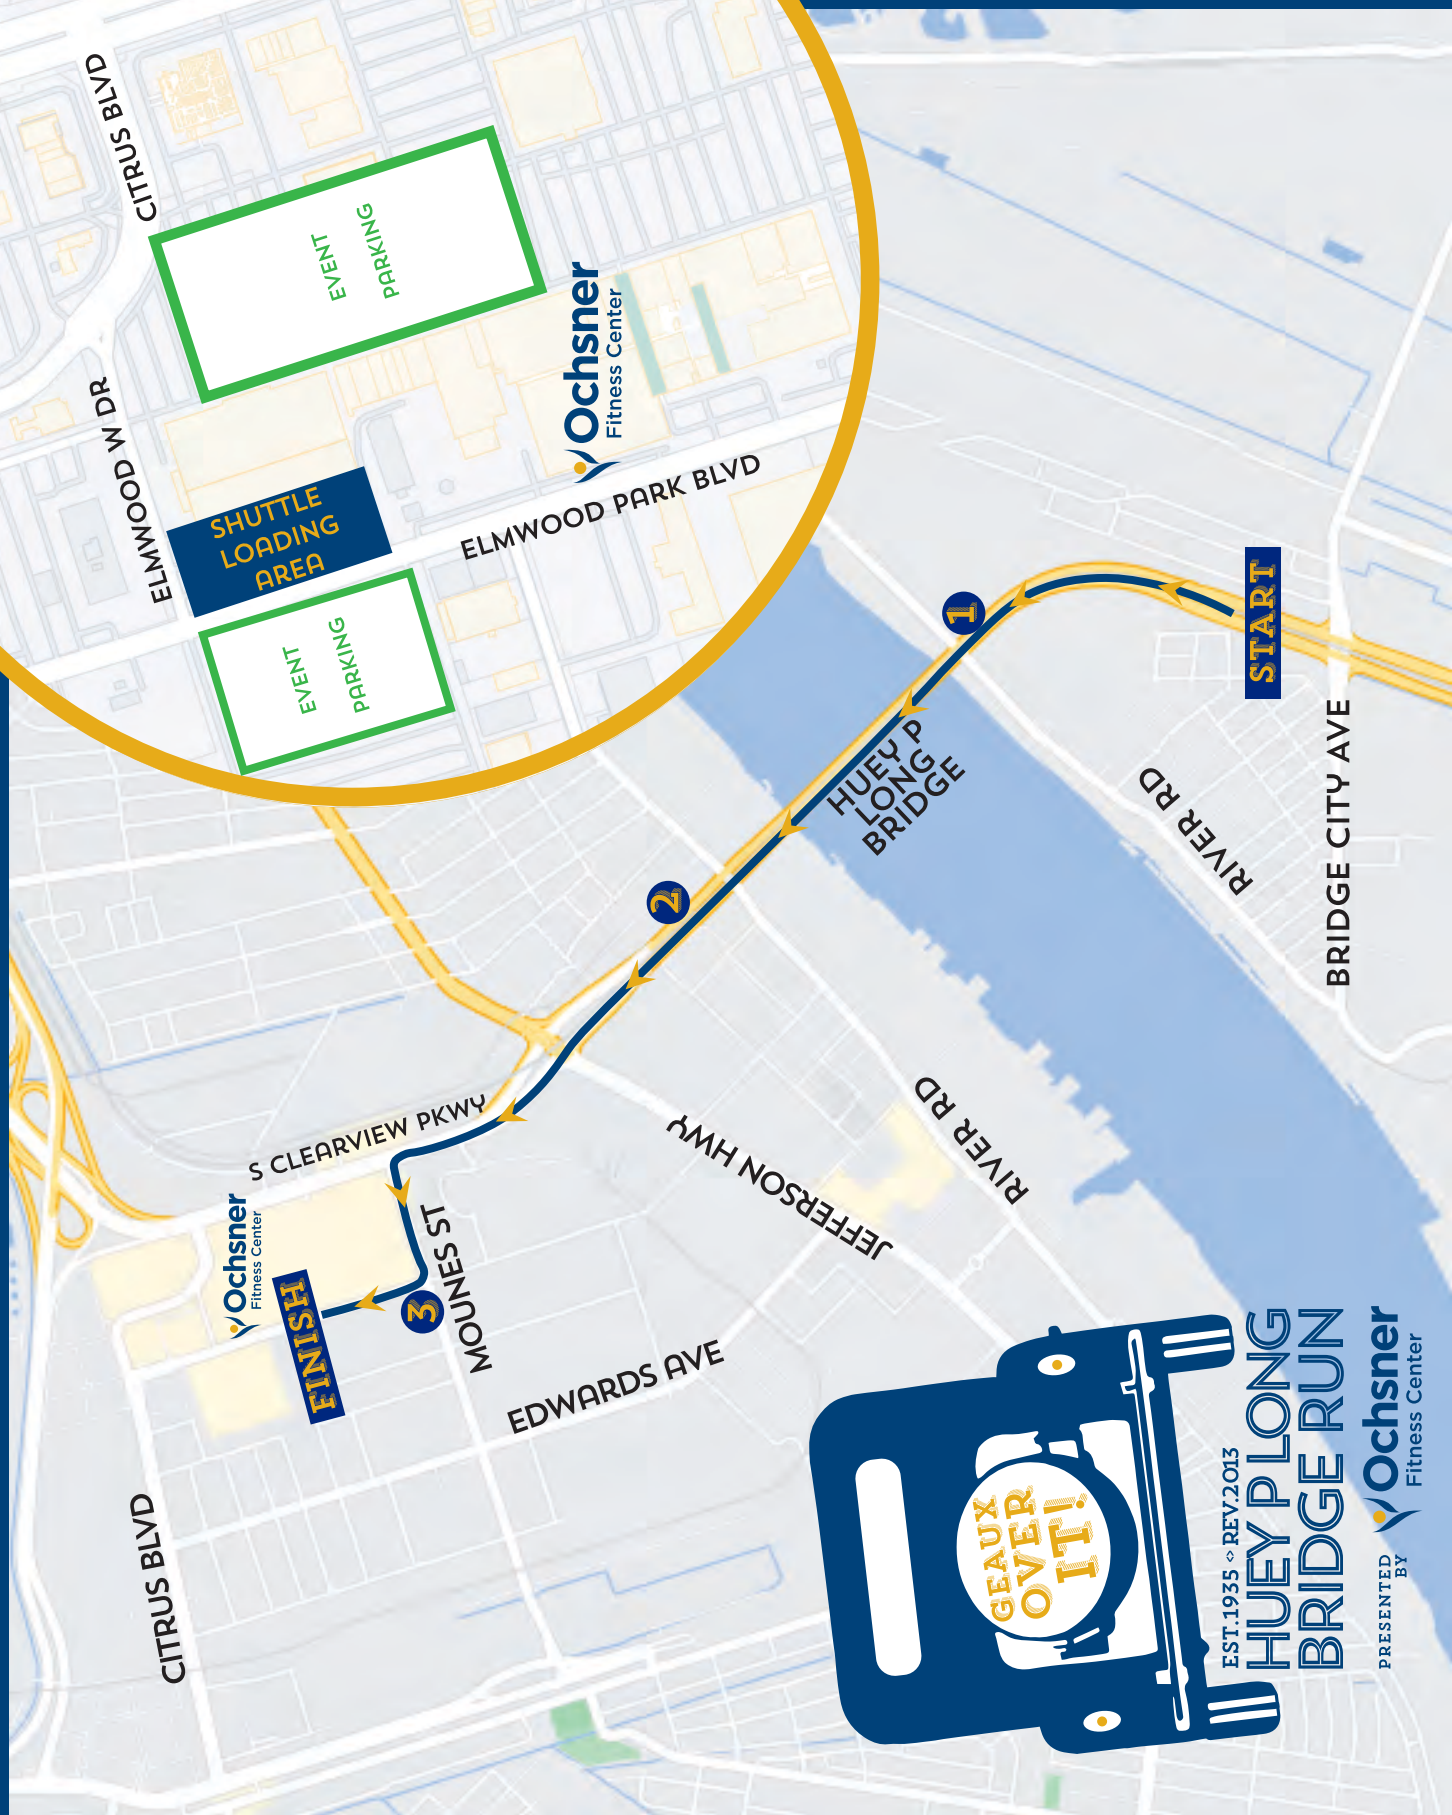 CITRUS BLVD
ELMWOOD W DR
EVENT
PARKING
SHUTTLE
LOADING
AREA
EVENT
PARKING
Ochsner
Fitness Center
ELMWOOD PARK BLVD
START
1
HUEY P
LONG
BRIDGE
2
RIVER RD
BRIDGE CITY AVE
S CLEARVIEW PKWY
JEFFERSON HWY
RIVER RD
Ochsner
Fitness Center
FINISH
3
MOUNES ST
EDWARDS AVE
CITRUS BLVD
GEAUX
OVER
IT!
EST.1935 <> REV.2013
HUEY P LONG
BRIDGE RUN
PRESENTED
BY
Ochsner
Fitness Center